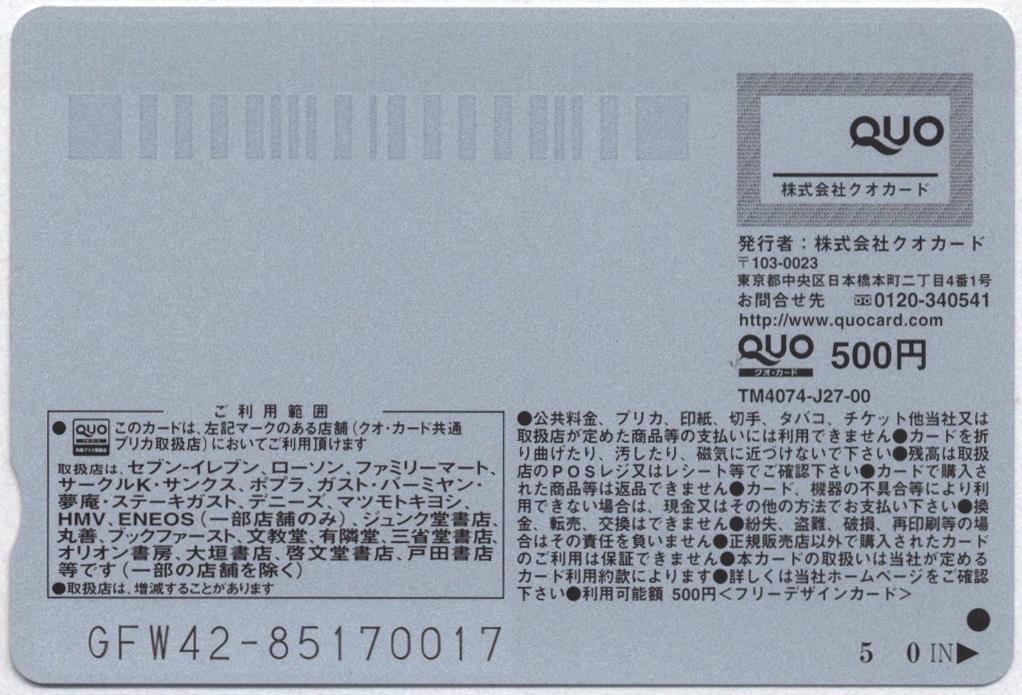 QUO
株式会社クオカード
発行者：株式会社クオカード
〒103-0023
東京都中央区日本橋本町二丁目4番1号
お問合せ先 0120-340541
http://www.quocard.com
QUO 500円
クオ・カード
TM4074-J27-00
ご利用範囲
●QUO このカードは、左記マークのある店舗(クオ・カード共通
プリカ取扱店)においてご利用頂けます
取扱店は、セブン-イレブン、ローソン、ファミリーマート、
サークルK・サンクス、ポプラ、ガスト・バーミヤン・
夢庵・ステーキガスト、デニーズ、マツモトキヨシ、
HMV、ENEOS(一部店舗のみ)、ジュンク堂書店、
丸善、ブックファースト、文教堂、有隣堂、三省堂書店、
オリオン書房、大垣書店、啓文堂書店、戸田書店
等です(一部の店舗を除く)
●取扱店は、増減することがあります
●公共料金、プリカ、印紙、切手、タバコ、チケット他当社又は
取扱店が定めた商品等の支払いには利用できません●カードを折
り曲げたり、汚したり、磁気に近づけないで下さい●残高は取扱
店のPOSレジ又はレシート等でご確認下さい●カードで購入さ
れた商品等は返品できません●カード、機器の不具合等により利
用できない場合は、現金又はその他の方法でお支払い下さい●換
金、転売、交換はできません●紛失、盗難、破損、再印刷等の場
合はその責任を負いません●正規販売店以外で購入されたカード
のご利用は保証できません●本カードの取扱いは当社が定める
カード利用約款によります●詳しくは当社ホームページをご確認
下さい●利用可能額 500円<フリーデザインカード>
GFW42-85170017
5 0 IN▶